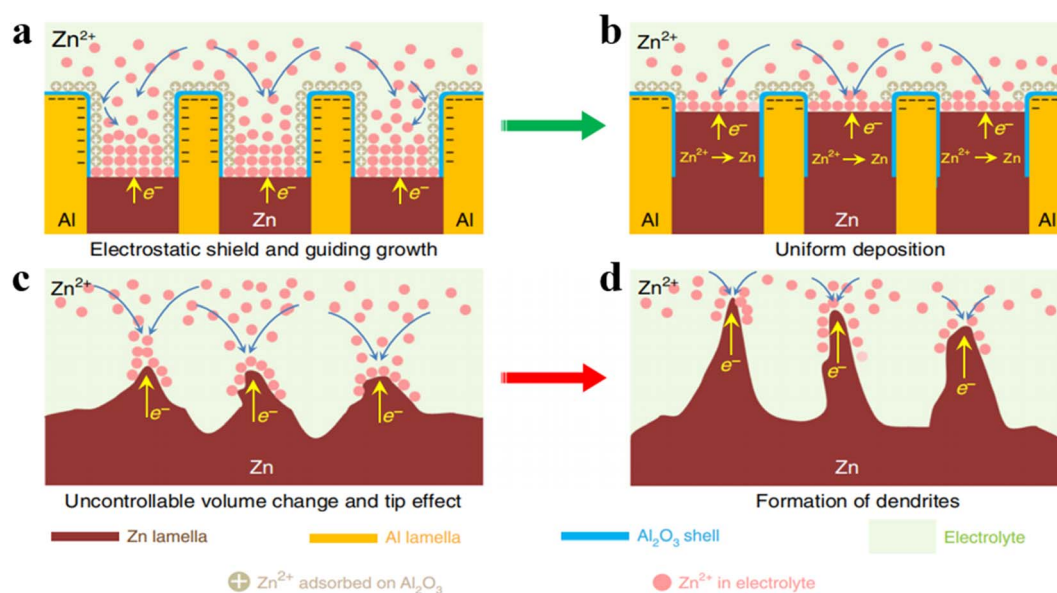 a
Zn²⁺
e⁻
e⁻
e⁻
Al
Zn
Al
Electrostatic shield and guiding growth
b
Zn²⁺
e⁻
e⁻
e⁻
Zn²⁺ → Zn
Zn²⁺ → Zn
Zn²⁺ → Zn
Al
Zn
Al
Uniform deposition
c
Zn²⁺
e⁻
e⁻
e⁻
Zn
Uncontrollable volume change and tip effect
d
Zn²⁺
e⁻
e⁻
e⁻
Zn
Formation of dendrites
Zn lamella
Al lamella
Al₂O₃ shell
Electrolyte
Zn²⁺ adsorbed on Al₂O₃
Zn²⁺ in electrolyte